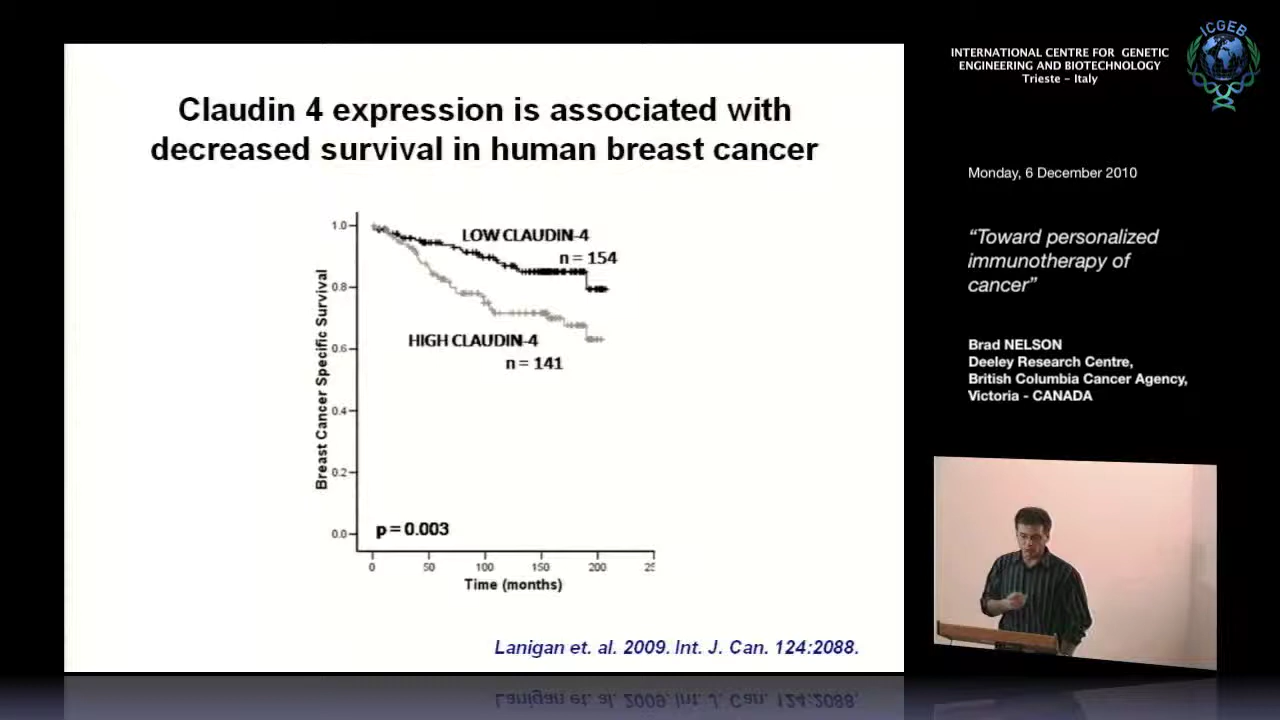 Claudin 4 expression is associated with
decreased survival in human breast cancer
Breast Cancer Specific Survival
1.0
0.8
0.6
0.4
0.2
0.0
LOW CLAUDIN-4
n = 154
HIGH CLAUDIN-4
n = 141
p = 0.003
0
50
100
150
200
25
Time (months)
Lanigan et. al. 2009. Int. J. Can. 124:2088.
INTERNATIONAL CENTRE FOR GENETIC
ENGINEERING AND BIOTECHNOLOGY
Trieste – Italy
ICGEB
Monday, 6 December 2010
“Toward personalized
immunotherapy of
cancer”
Brad NELSON
Deeley Research Centre,
British Columbia Cancer Agency,
Victoria - CANADA